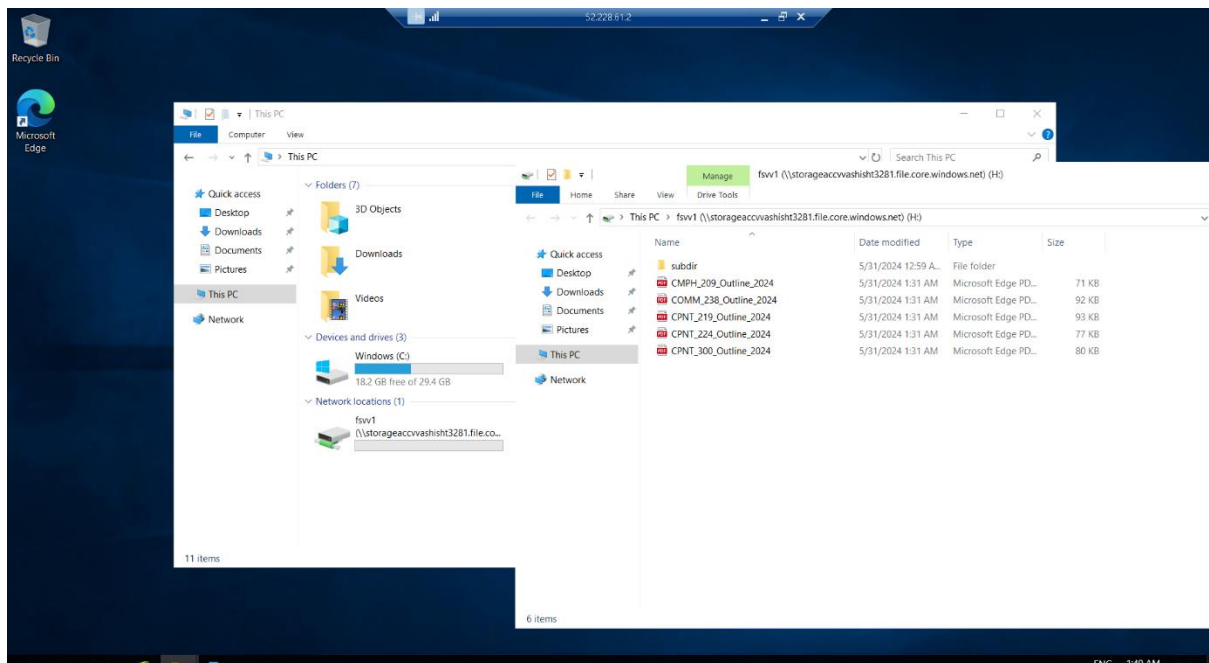 52.228.61.2
Recycle Bin
Microsoft
Edge
This PC
File Computer View
This PC
Search This PC
Quick access
Desktop
Downloads
Documents
Pictures
This PC
Network
Folders (7)
3D Objects
Downloads
Videos
Devices and drives (3)
Windows (C:)
18.2 GB free of 29.4 GB
Network locations (1)
fsvv1
(\\storageaccvvashisht3281.file.co...
11 items
Manage fsvv1 (\\storageaccvvashisht3281.file.core.windows.net) (H:)
File Home Share View Drive Tools
This PC > fsvv1 (\\storageaccvvashisht3281.file.core.windows.net) (H:)
Quick access
Desktop
Downloads
Documents
Pictures
This PC
Network
Name Date modified Type Size
subdir 5/31/2024 12:59 A... File folder
CMPH_209_Outline_2024 5/31/2024 1:31 AM Microsoft Edge PD... 71 KB
COMM_238_Outline_2024 5/31/2024 1:31 AM Microsoft Edge PD... 92 KB
CPNT_219_Outline_2024 5/31/2024 1:31 AM Microsoft Edge PD... 93 KB
CPNT_224_Outline_2024 5/31/2024 1:31 AM Microsoft Edge PD... 77 KB
CPNT_300_Outline_2024 5/31/2024 1:31 AM Microsoft Edge PD... 80 KB
6 items
ENG 1:49 AM